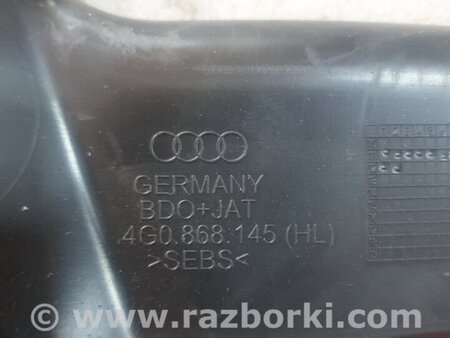 GERMANY
BDO+JAT
4G0.868.145 (HL)
>SEBS<
www.razborki.com